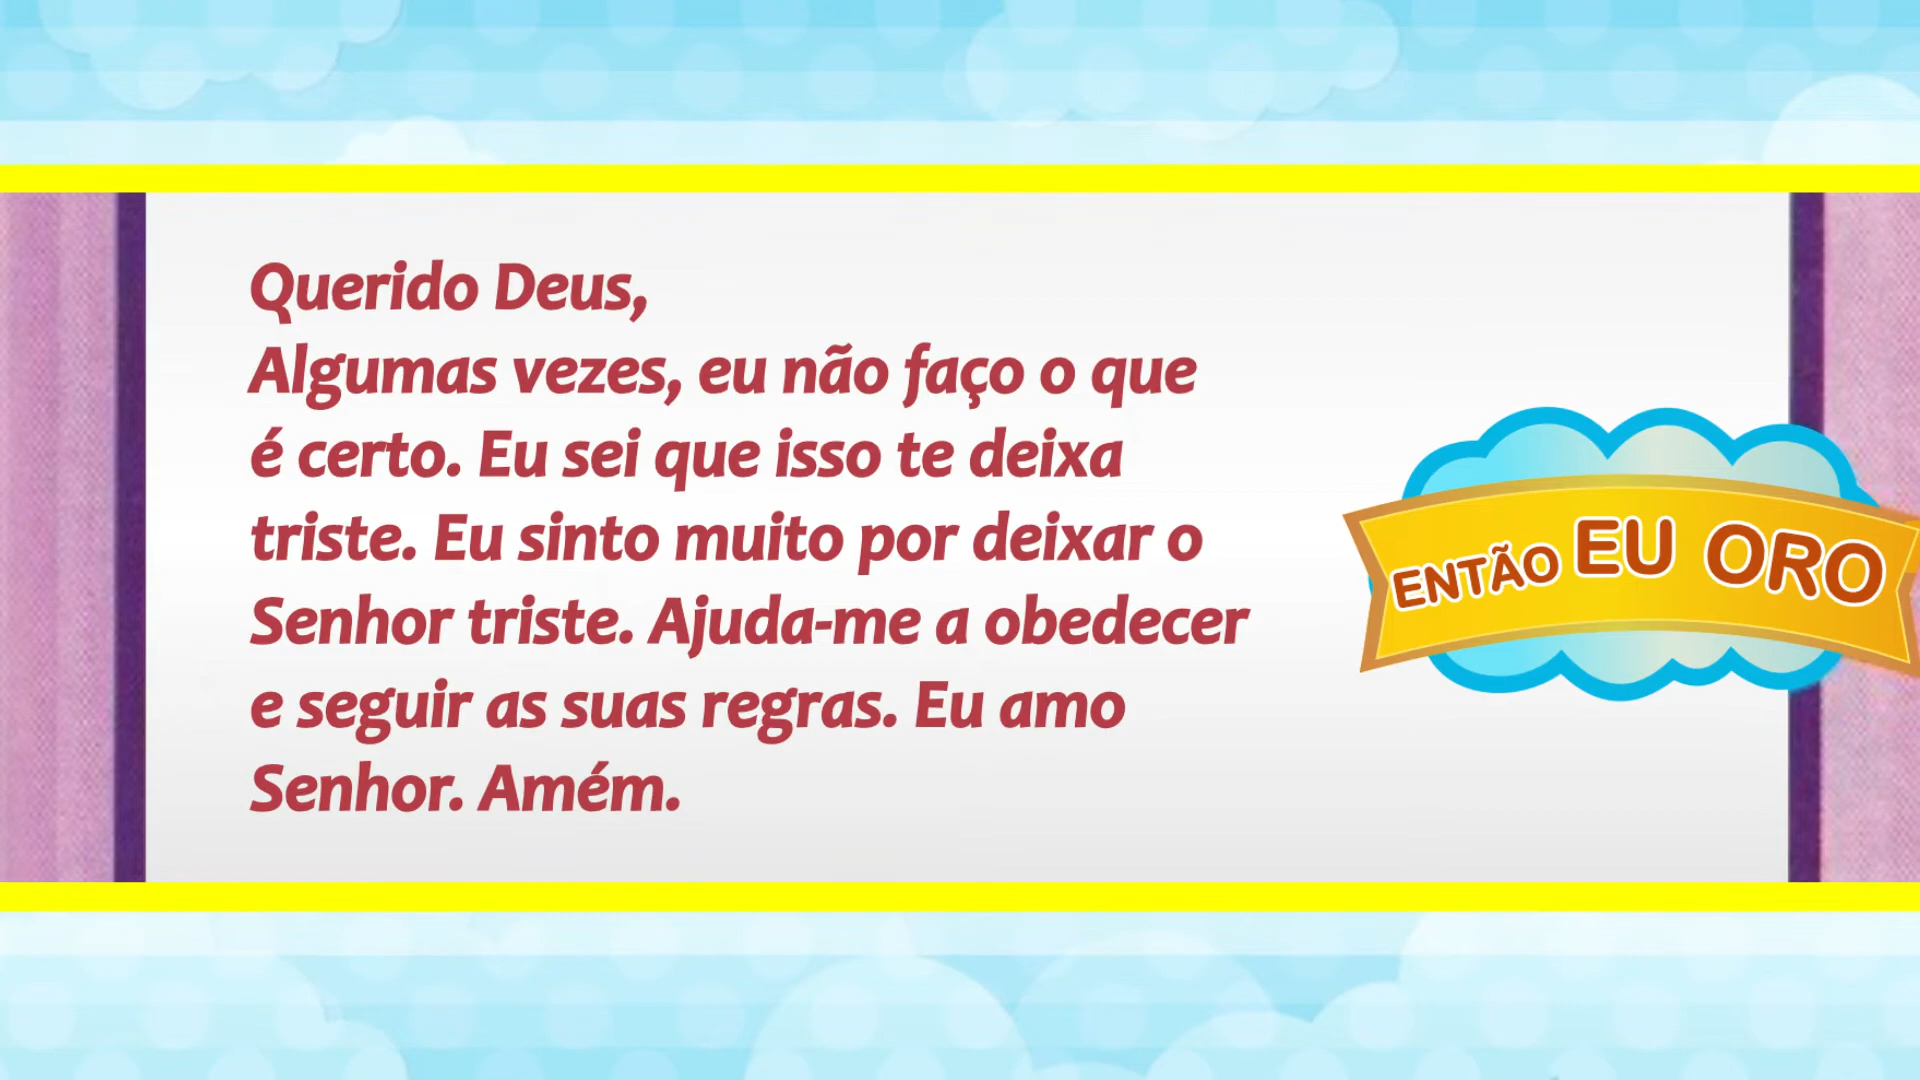 Querido Deus,
Algumas vezes, eu não faço o que
é certo. Eu sei que isso te deixa
triste. Eu sinto muito por deixar o
Senhor triste. Ajuda-me a obedecer
e seguir as suas regras. Eu amo
Senhor. Amém.
ENTÃO EU ORO